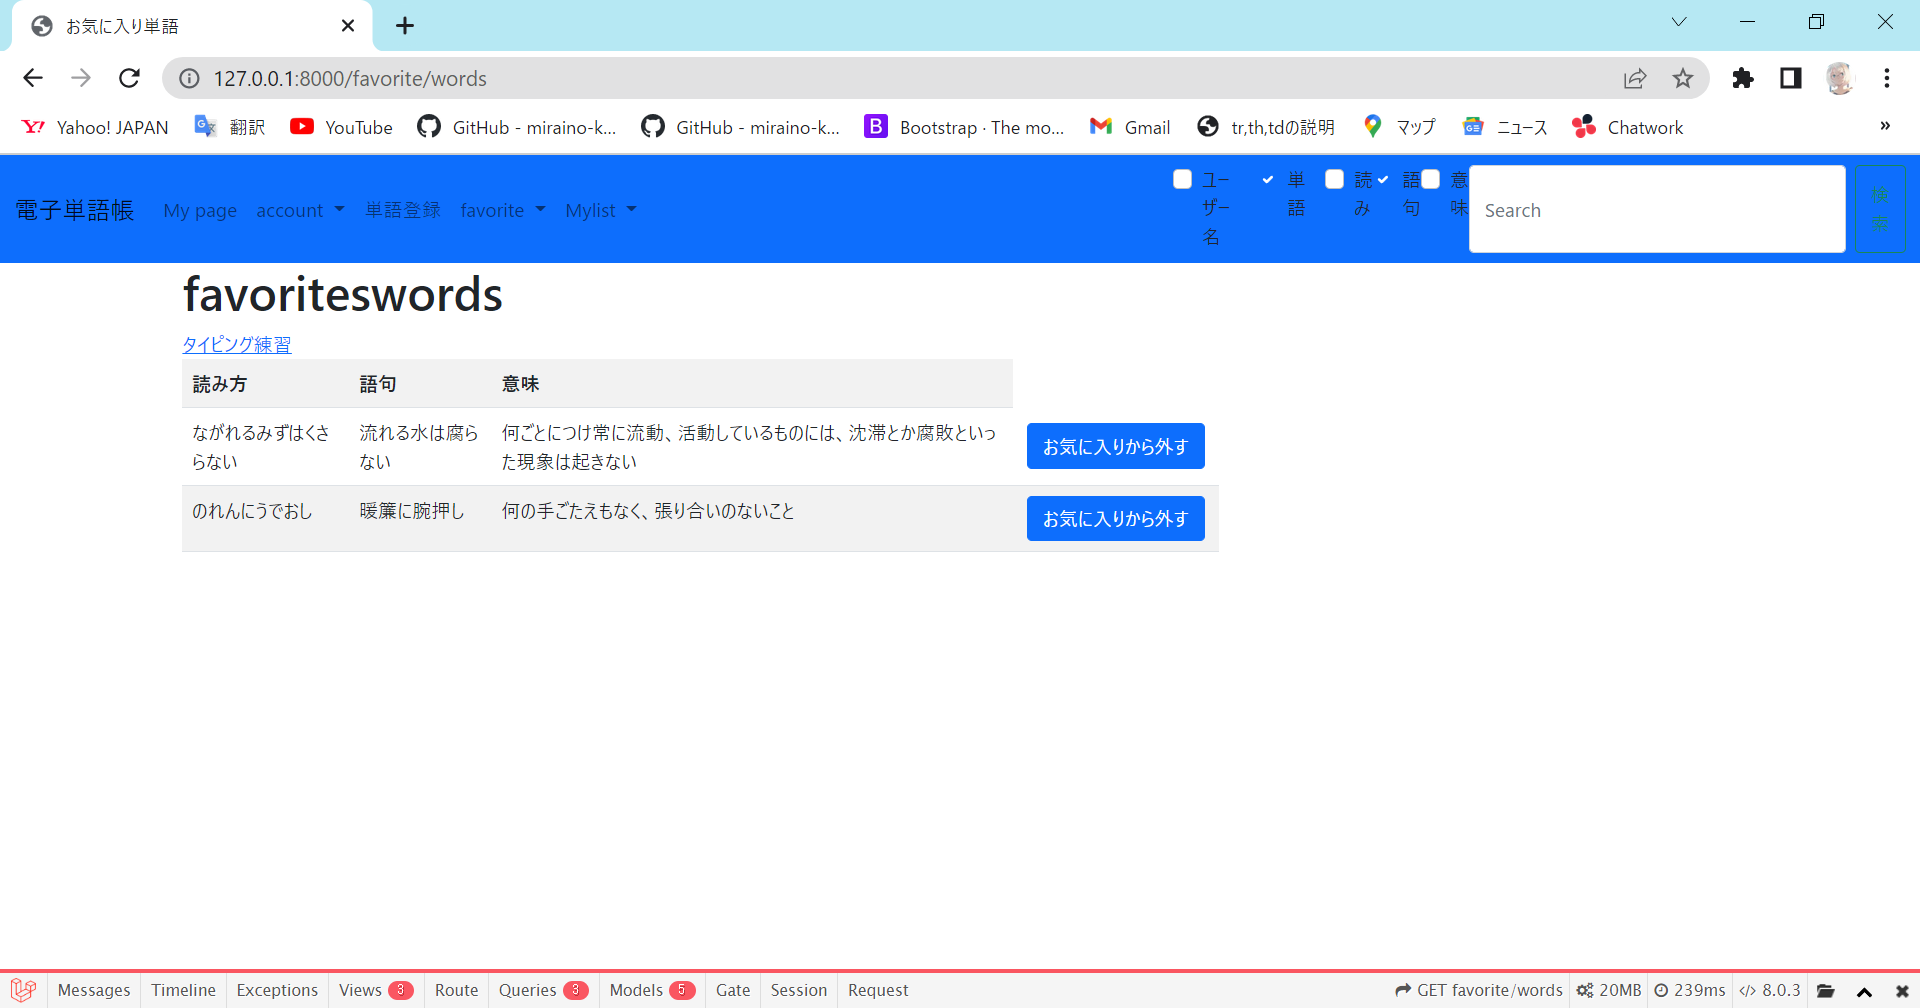 お気に入り単語
127.0.0.1:8000/favorite/words
Yahoo! JAPAN 翻訳 YouTube GitHub - miraino-k... GitHub - miraino-k... Bootstrap · The mo... Gmail tr,th,tdの説明 マップ ニュース Chatwork »
電子単語帳 My page account 単語登録 favorite Mylist ユーザー名 単語 読み 語句 意味 Search 検索
favoriteswords
タイピング練習
読み方 語句 意味
ながれるみずはくさ 流れる水は腐ら 何ごとにつけ常に流動、活動しているものには、沈滞とか腐敗といっ お気に入りから外す
らない ない た現象は起きない
のれんにうでおし 暖簾に腕押し 何の手ごたえもなく、張り合いのないこと お気に入りから外す
Messages Timeline Exceptions Views 3 Route Queries 3 Models 5 Gate Session Request GET favorite/words 20MB 239ms 8.0.3